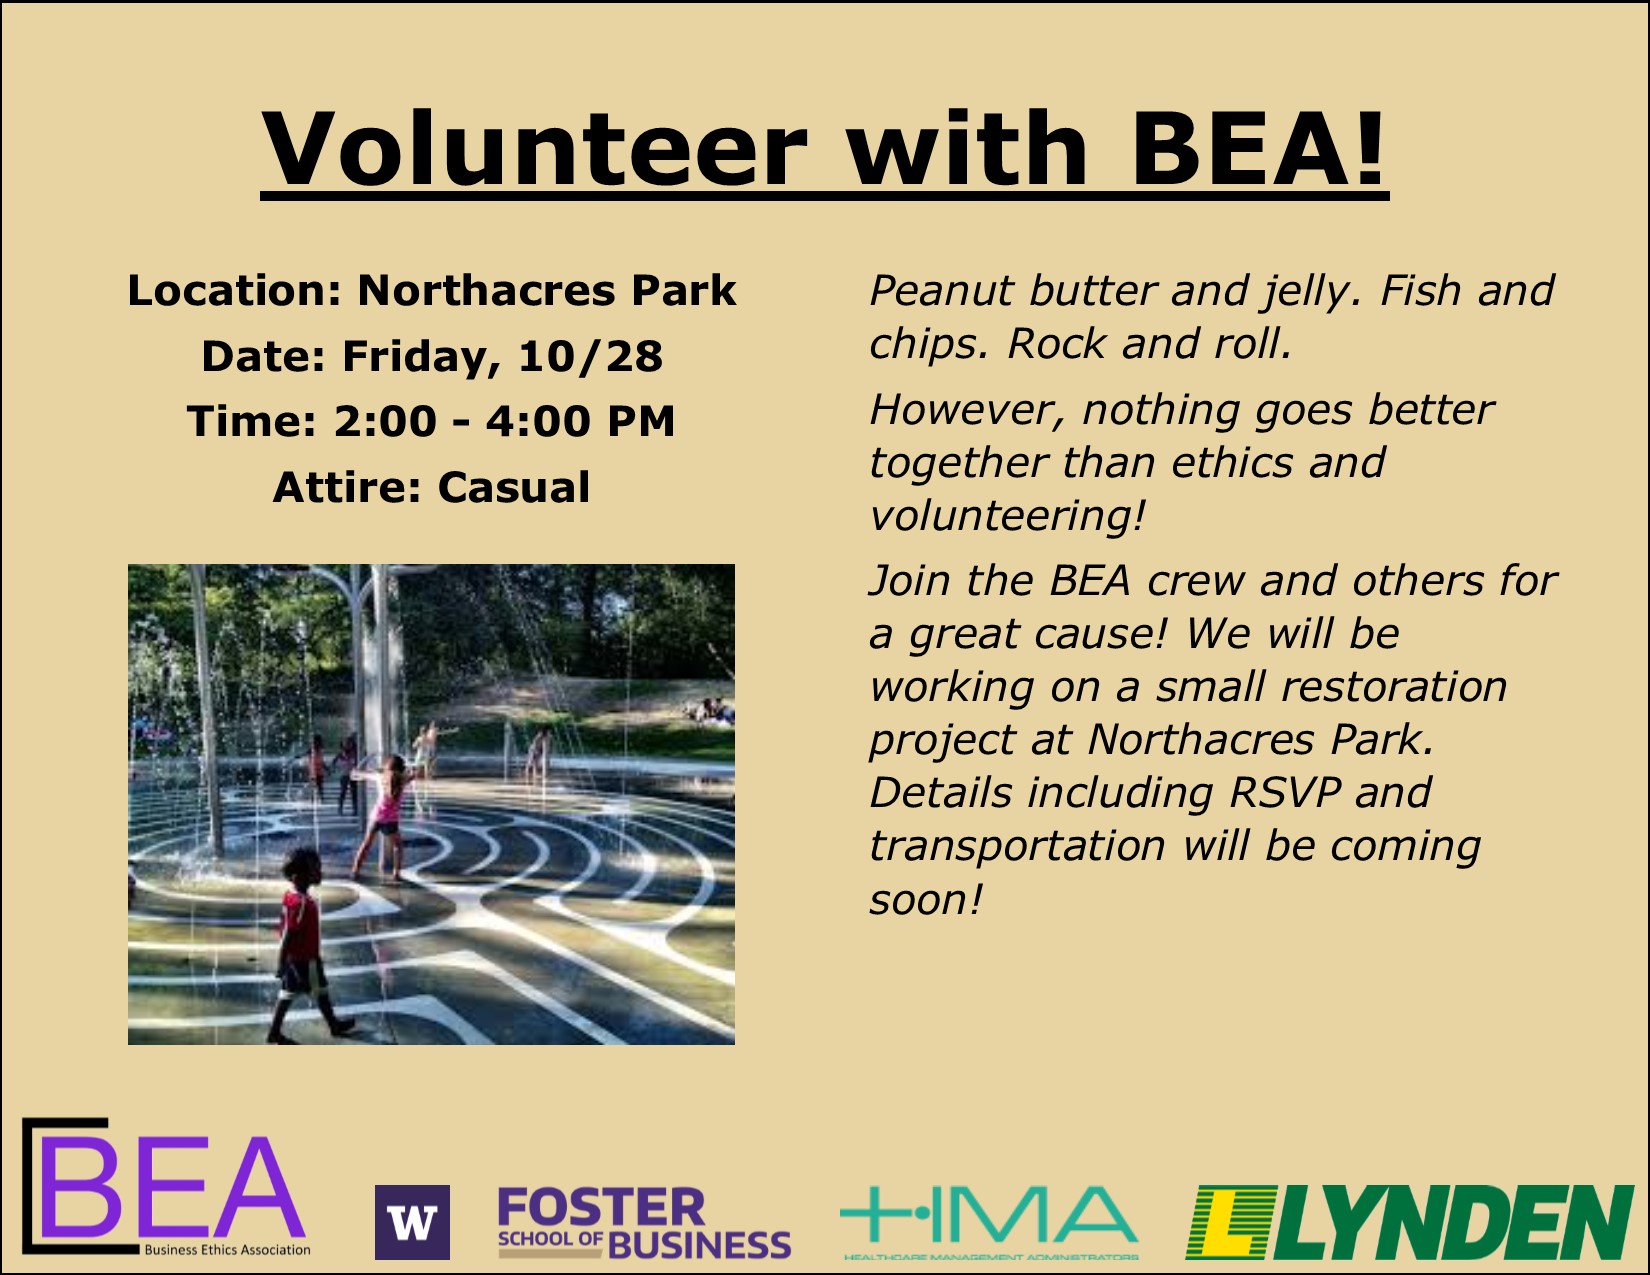 Volunteer with BEA!
Location: Northacres Park
Date: Friday, 10/28
Time: 2:00 - 4:00 PM
Attire: Casual
Peanut butter and jelly. Fish and
chips. Rock and roll.
However, nothing goes better
together than ethics and
volunteering!
Join the BEA crew and others for
a great cause! We will be
working on a small restoration
project at Northacres Park.
Details including RSVP and
transportation will be coming
soon!
BEA
Business Ethics Association
W
FOSTER
SCHOOL OF BUSINESS
HMA
HEALTHCARE MANAGEMENT ADMINISTRATORS
L LYNDEN